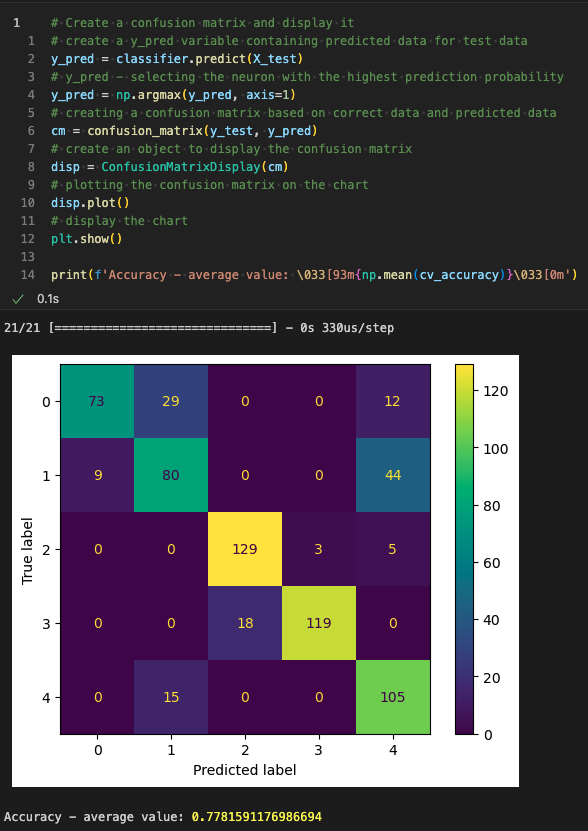 1 # Create a confusion matrix and display it
1 # create a y_pred variable containing predicted data for test data
2 y_pred = classifier.predict(X_test)
3 # y_pred - selecting the neuron with the highest prediction probability
4 y_pred = np.argmax(y_pred, axis=1)
5 # creating a confusion matrix based on correct data and predicted data
6 cm = confusion_matrix(y_test, y_pred)
7 # create an object to display the confusion matrix
8 disp = ConfusionMatrixDisplay(cm)
9 # plotting the confusion matrix on the chart
10 disp.plot()
11 # display the chart
12 plt.show()
13
14 print(f'Accuracy - average value: \033[93m{np.mean(cv_accuracy)}\033[0m')
✓ 0.1s
21/21 [==============================] - 0s 330us/step
0 73 29 0 0 12
1 9 80 0 0 44
2 0 0 129 3 5
3 0 0 18 119 0
4 0 15 0 0 105
0 1 2 3 4
True label
Predicted label
120
100
80
60
40
20
0
Accuracy - average value: 0.7781591176986694